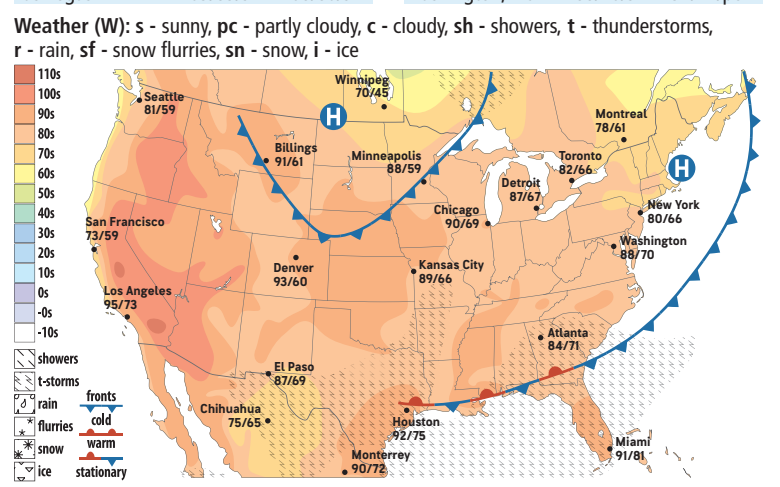 Weather (W): s - sunny, pc - partly cloudy, c - cloudy, sh - showers, t - thunderstorms,
r - rain, sf - snow flurries, sn - snow, i - ice
110s
100s
90s
80s
70s
60s
50s
40s
30s
20s
10s
0s
-0s
-10s
showers
t-storms
rain
flurries
snow
ice
fronts
cold
warm
stationary
Seattle
81/59
Winnipeg
70/45
H
Billings
91/61
Minneapolis
88/59
Montreal
78/61
Toronto
82/66
H
Detroit
87/67
Chicago
90/69
New York
80/66
San Francisco
73/59
Washington
88/70
Denver
93/60
Kansas City
89/66
Los Angeles
95/73
Atlanta
84/71
El Paso
87/69
Chihuahua
75/65
Houston
92/75
Monterrey
90/72
Miami
91/81